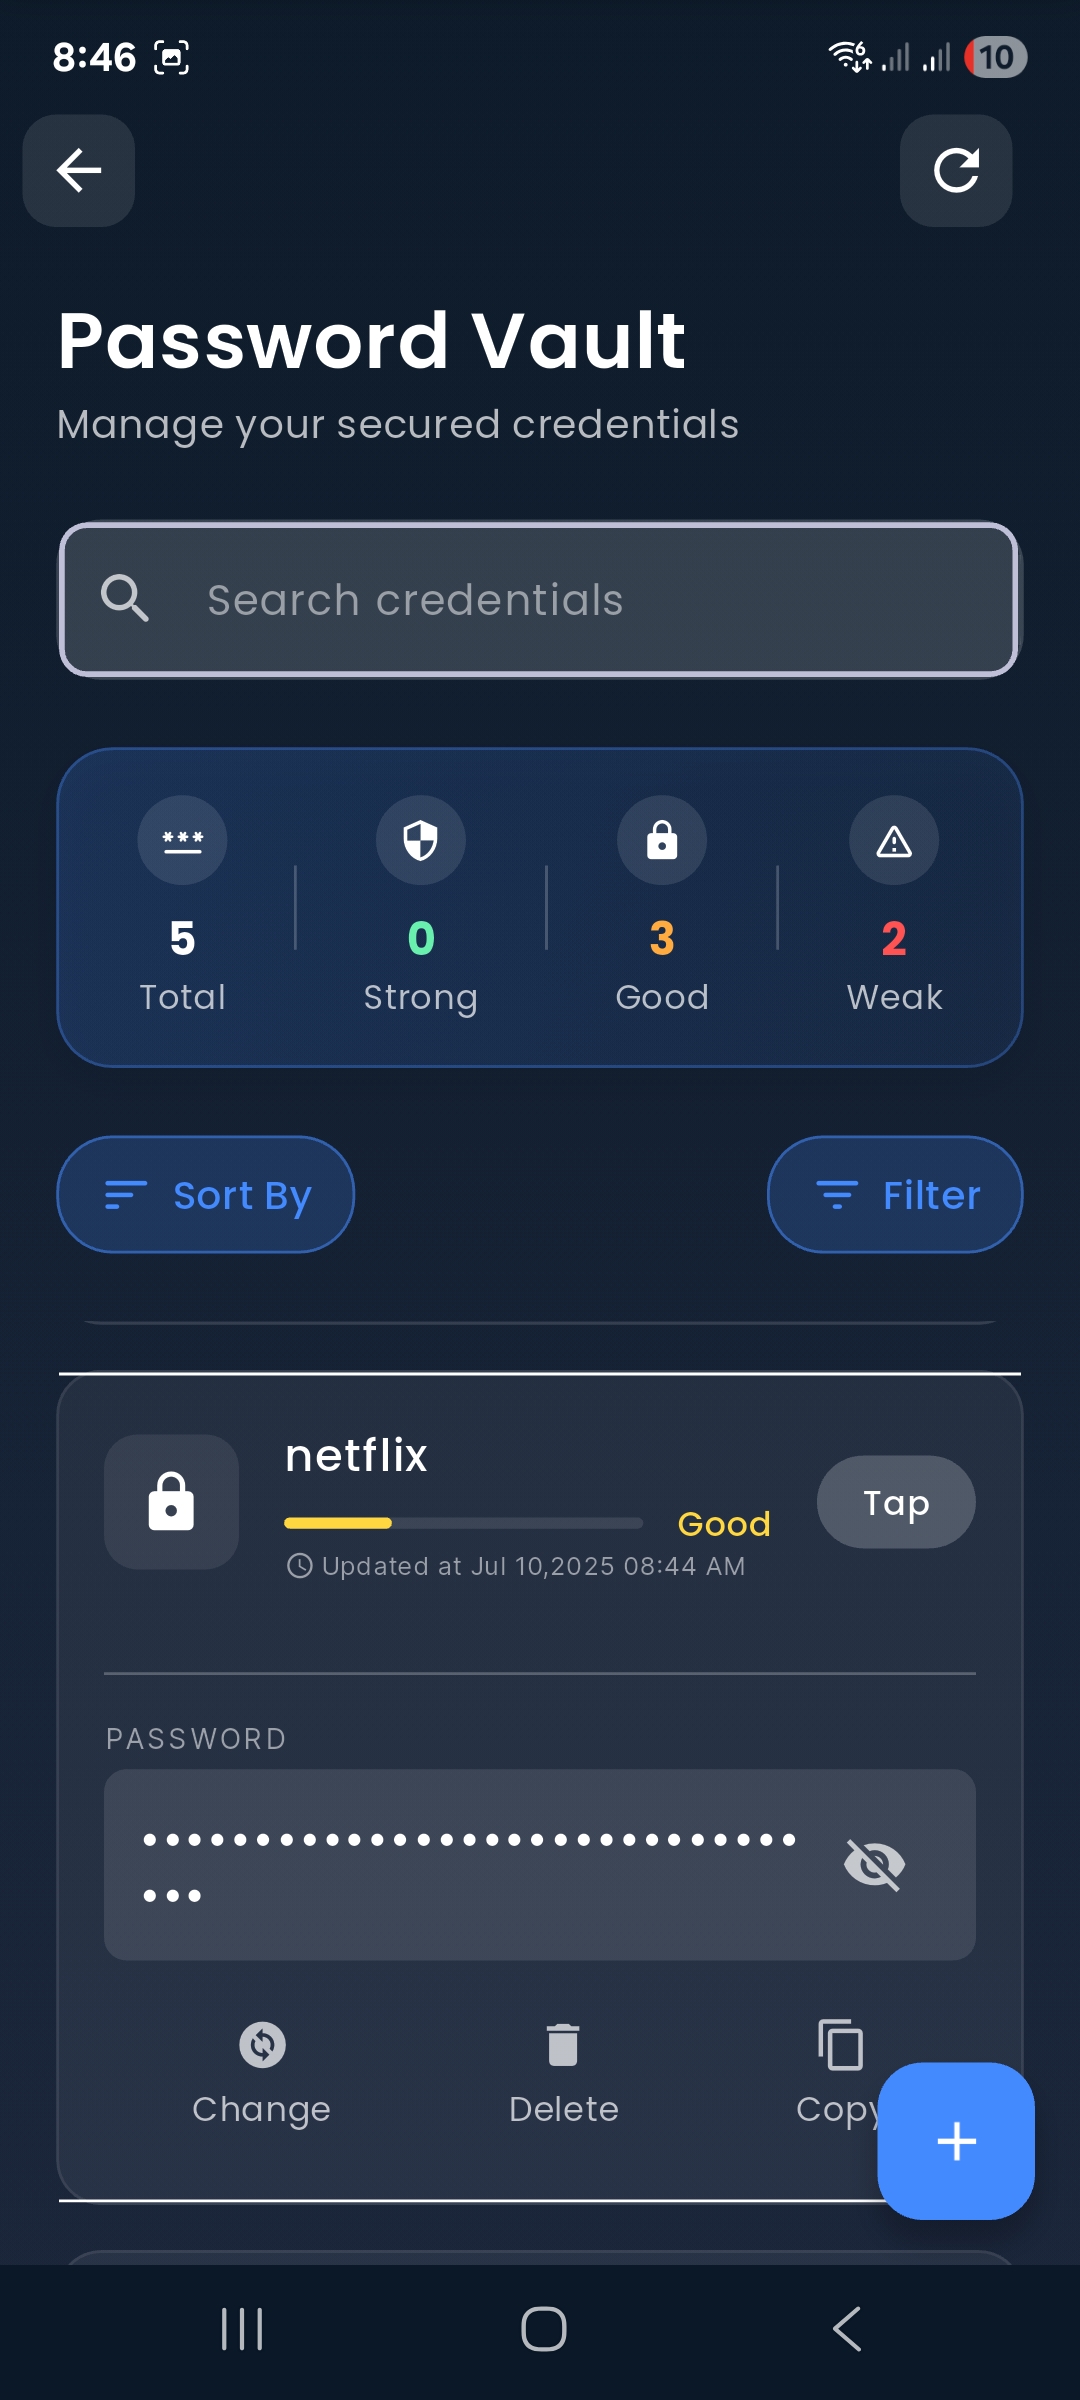 8:46
6
10
Password Vault
Manage your secured credentials
Search credentials
***
5 0 3 2
Total Strong Good Weak
Sort By Filter
netflix
Good
Tap
Updated at Jul 10,2025 08:44 AM
PASSWORD
•••••••••••••••••••••••••••••
•••
Change Delete Copy